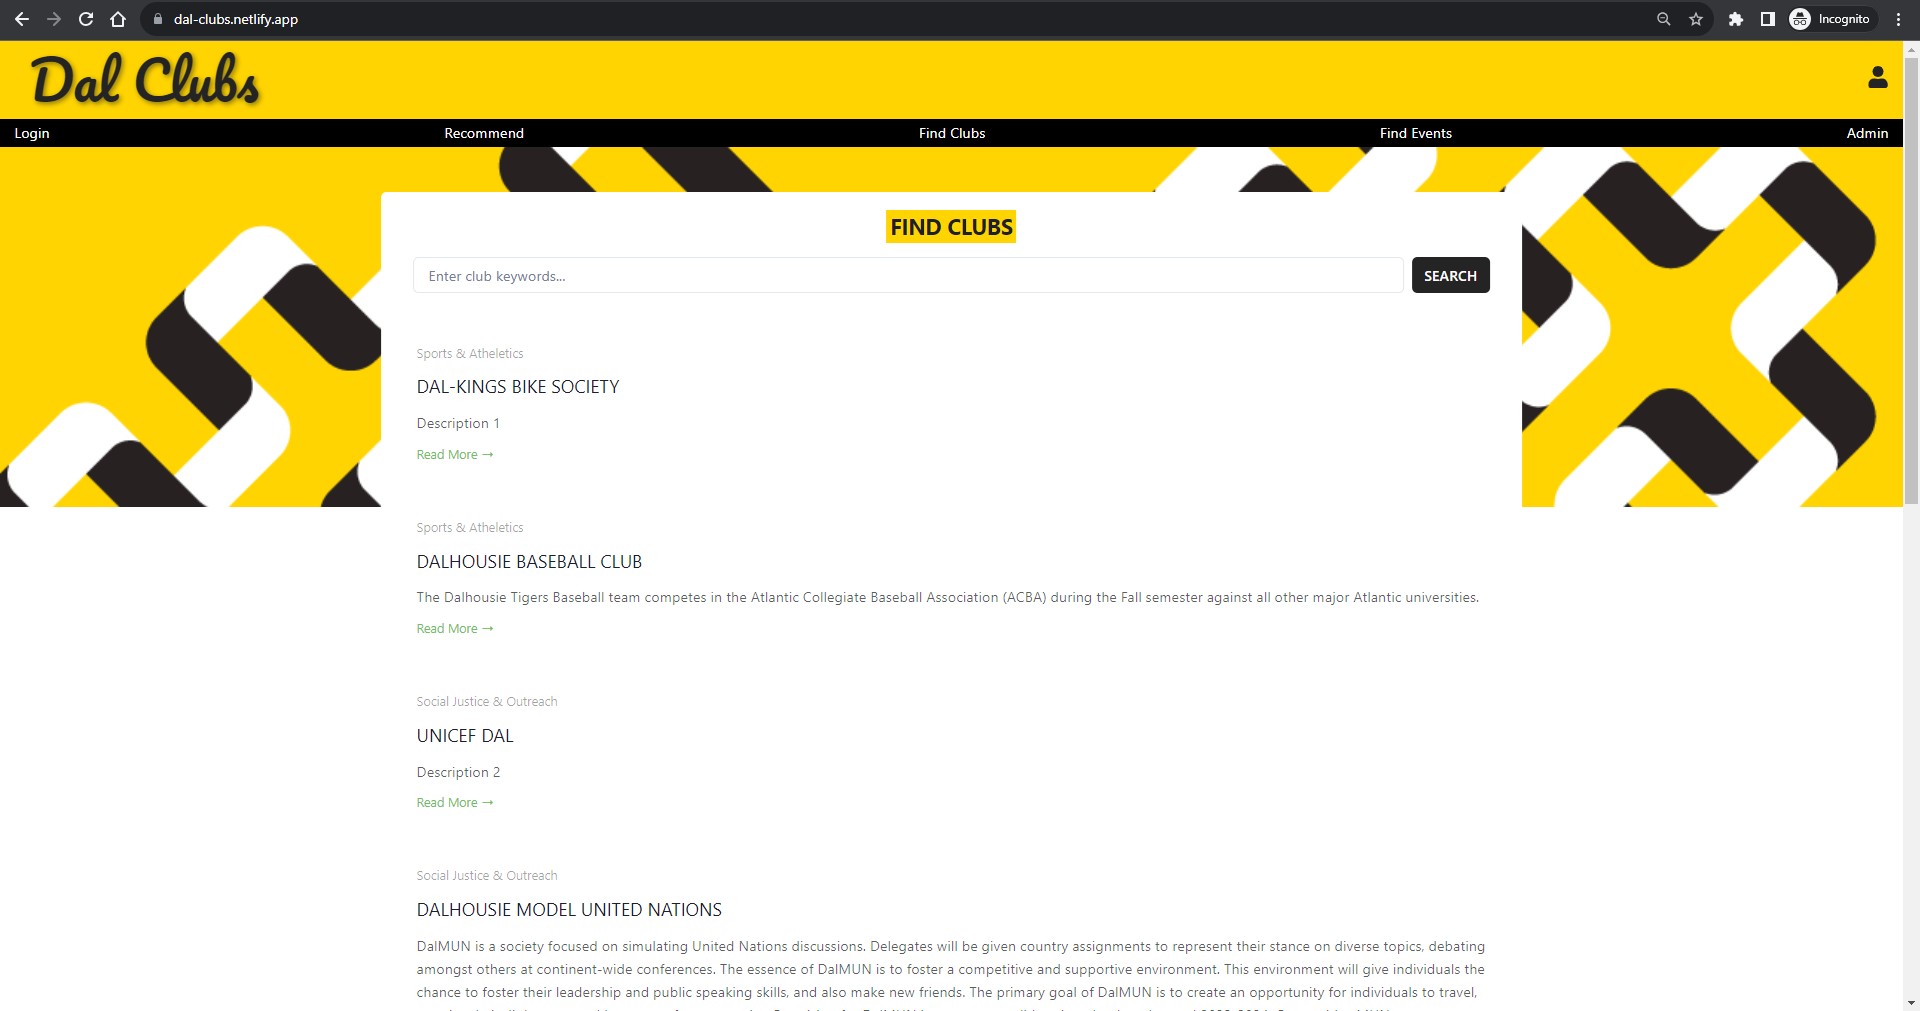 dal-clubs.netlify.app
Incognito
Dal Clubs
Login Recommend Find Clubs Find Events Admin
FIND CLUBS
Enter club keywords... SEARCH
Sports & Atheletics
DAL-KINGS BIKE SOCIETY
Description 1
Read More →
Sports & Atheletics
DALHOUSIE BASEBALL CLUB
The Dalhousie Tigers Baseball team competes in the Atlantic Collegiate Baseball Association (ACBA) during the Fall semester against all other major Atlantic universities.
Read More →
Social Justice & Outreach
UNICEF DAL
Description 2
Read More →
Social Justice & Outreach
DALHOUSIE MODEL UNITED NATIONS
DalMUN is a society focused on simulating United Nations discussions. Delegates will be given country assignments to represent their stance on diverse topics, debating
amongst others at continent-wide conferences. The essence of DalMUN is to foster a competitive and supportive environment. This environment will give individuals the
chance to foster their leadership and public speaking skills, and also make new friends. The primary goal of DalMUN is to create an opportunity for individuals to travel,